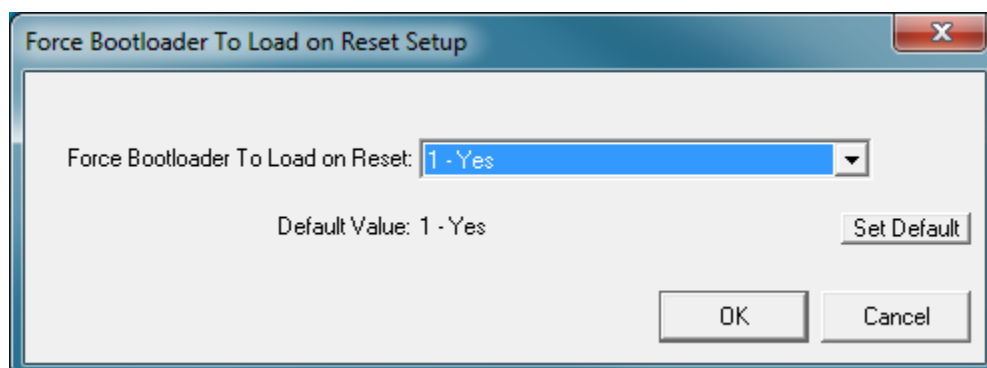 Force Bootloader To Load on Reset Setup
Force Bootloader To Load on Reset: 1 - Yes
Default Value: 1 - Yes Set Default
OK Cancel